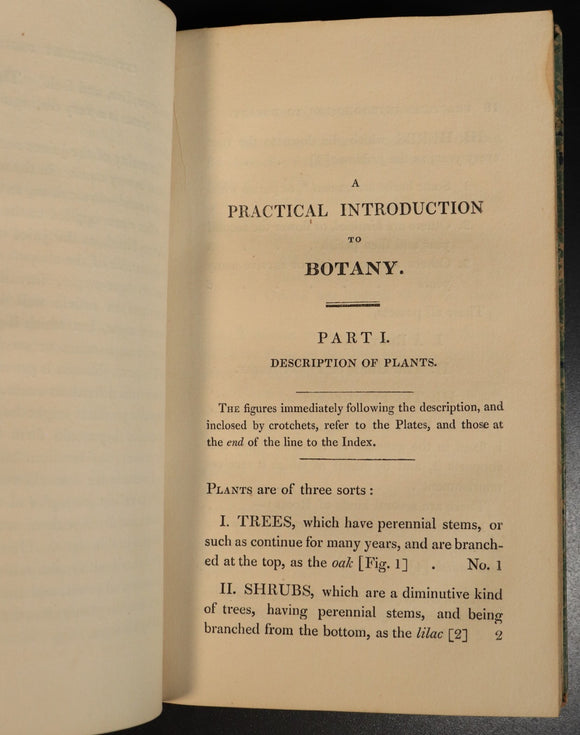 A
PRACTICAL INTRODUCTION
TO
BOTANY.
PART I.
DESCRIPTION OF PLANTS.
THE figures immediately following the description, and
inclosed by crotchets, refer to the Plates, and those at
the end of the line to the Index.
PLANTS are of three sorts :
I. TREES, which have perennial stems, or
such as continue for many years, and are branch-
ed at the top, as the oak [Fig. 1] . No. 1
II. SHRUBS, which are a diminutive kind
of trees, having perennial stems, and being
branched from the bottom, as the lilac [2] 2